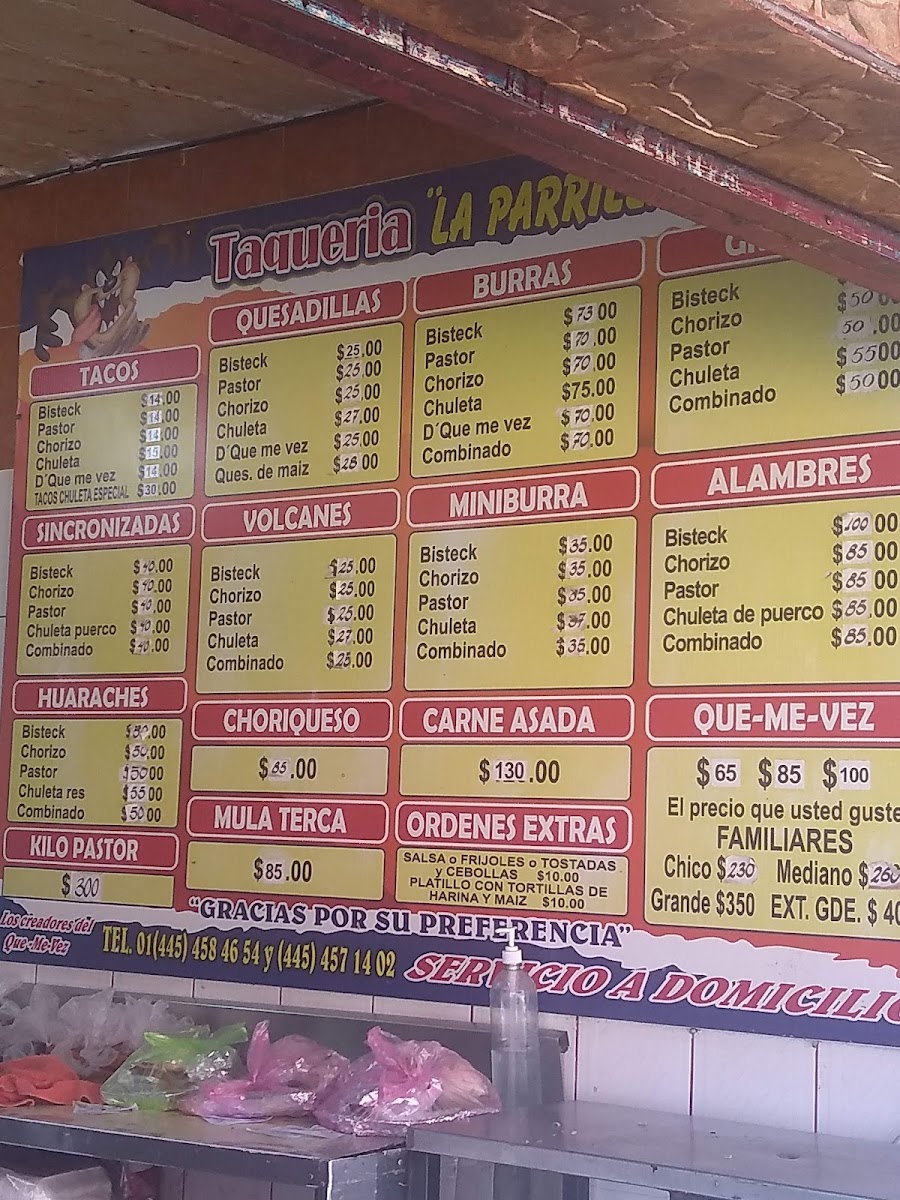 Taqueria "LA PARRIL
TACOS
Bisteck $14.00
Pastor $14.00
Chorizo $14.00
Chuleta $15.00
D´Que me vez $14.00
TACOS CHULETA ESPECIAL $30.00
QUESADILLAS
Bisteck $25.00
Pastor $25.00
Chorizo $25.00
Chuleta $27.00
D´Que me vez $25.00
Ques. de maiz $28 00
BURRAS
Bisteck $73 00
Pastor $70.00
Chorizo $70.00
Chuleta $75.00
D´Que me vez $70.00
Combinado $70.00
Bisteck $50 00
Chorizo 50.00
Pastor $5500
Chuleta $5000
Combinado
SINCRONIZADAS
Bisteck $40.00
Chorizo $40.00
Pastor $40.00
Chuleta puerco $40.00
Combinado $40.00
VOLCANES
Bisteck $25.00
Chorizo $25.00
Pastor $25.00
Chuleta $27.00
Combinado $25.00
MINIBURRA
Bisteck $35.00
Chorizo $35.00
Pastor $35.00
Chuleta $37.00
Combinado $35.00
ALAMBRES
Bisteck $100 00
Chorizo $85 00
Pastor $85 00
Chuleta de puerco $85.00
Combinado $85.00
HUARACHES
Bisteck $50.00
Chorizo $50.00
Pastor $50 00
Chuleta res $55 00
Combinado $50 00
CHORIQUESO
$85.00
CARNE ASADA
$130.00
QUE-ME-VEZ
$65 $85 $100
El precio que usted guste
FAMILIARES
Chico $230 Mediano $260
Grande $350 EXT. GDE. $
KILO PASTOR
$300
MULA TERCA
$85.00
ORDENES EXTRAS
SALSA o FRIJOLES o TOSTADAS
y CEBOLLAS $10.00
PLATILLO CON TORTILLAS DE
HARINA Y MAIZ $10.00
"GRACIAS POR SU PREFERENCIA"
Los creadores del
Que-Me-Vez
TEL. 01(445) 458 46 54 y (445) 457 14 02
SERVICIO A DOMICILIO